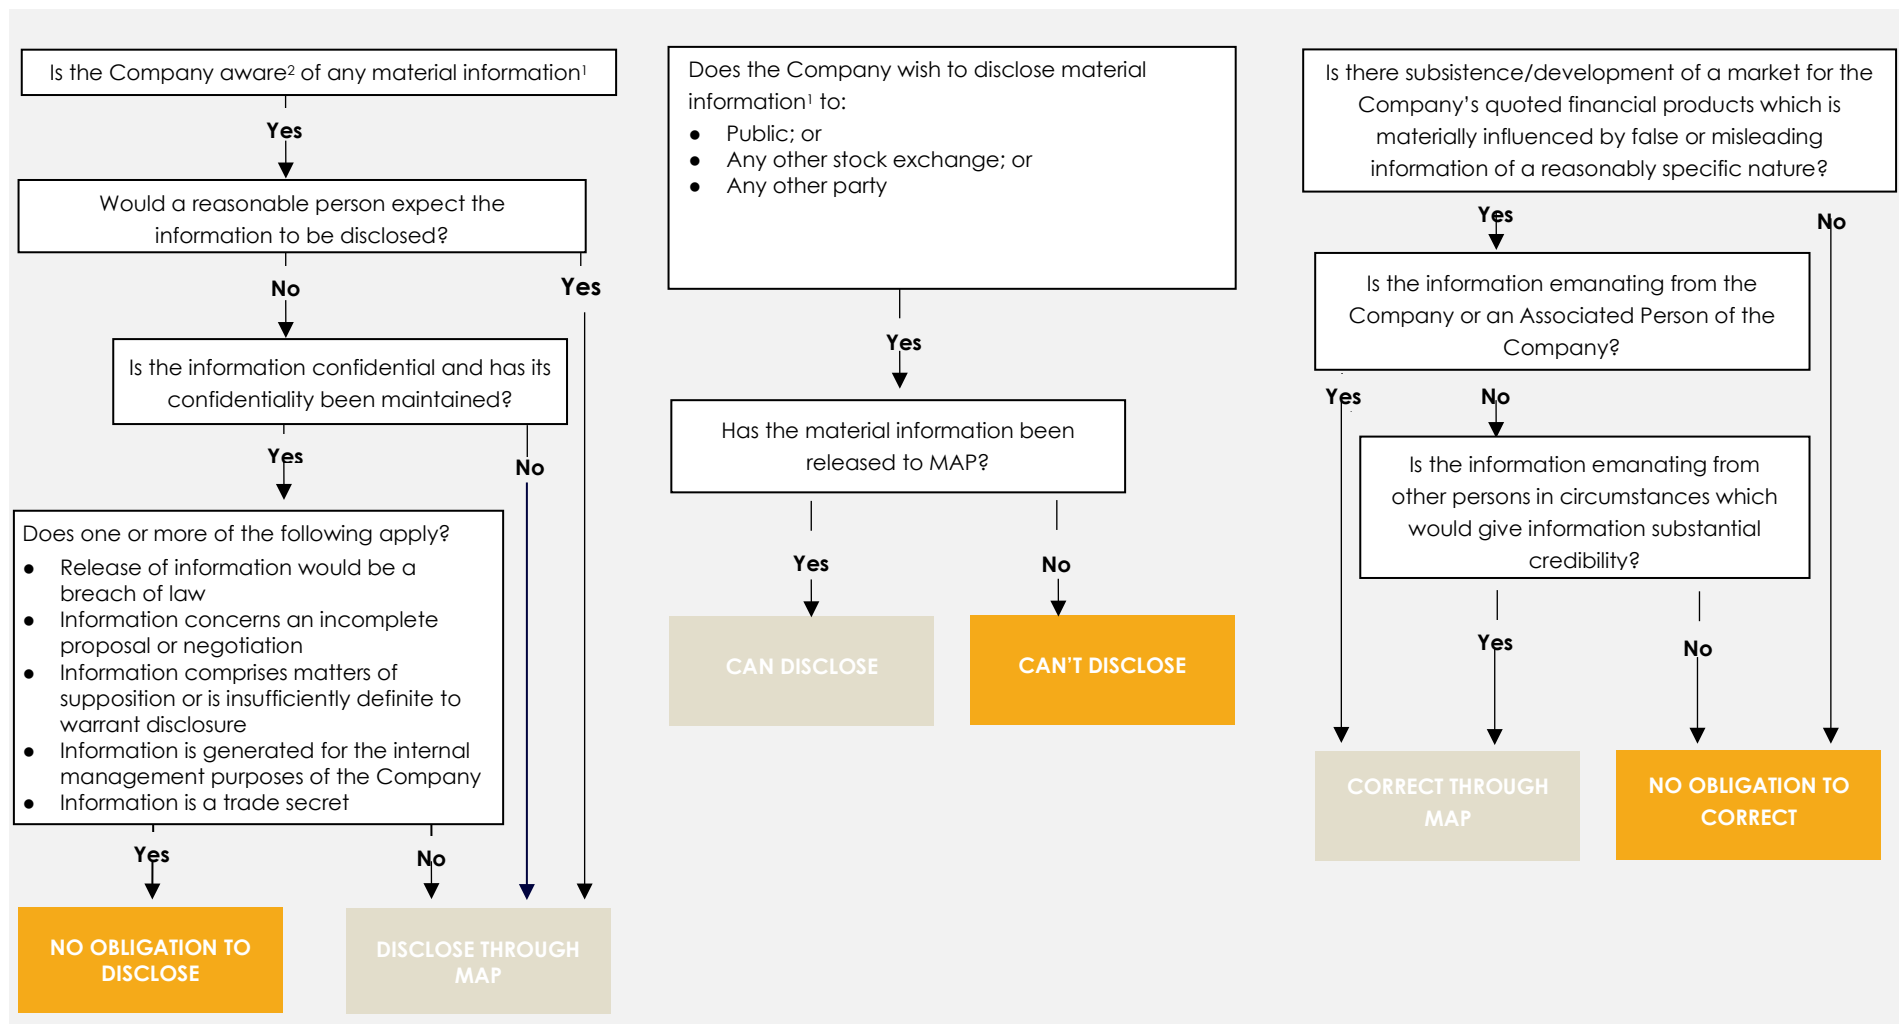 Is the Company aware² of any material information¹
Yes
Would a reasonable person expect the
information to be disclosed?
No
Yes
Is the information confidential and has its
confidentiality been maintained?
Yes
No
Does one or more of the following apply?
● Release of information would be a
breach of law
● Information concerns an incomplete
proposal or negotiation
● Information comprises matters of
supposition or is insufficiently definite to
warrant disclosure
● Information is generated for the internal
management purposes of the Company
● Information is a trade secret
Yes
No
NO OBLIGATION TO
DISCLOSE
DISCLOSE THROUGH
MAP
Does the Company wish to disclose material
information¹ to:
● Public; or
● Any other stock exchange; or
● Any other party
Yes
Has the material information been
released to MAP?
Yes
No
CAN DISCLOSE
CAN'T DISCLOSE
Is there subsistence/development of a market for the
Company's quoted financial products which is
materially influenced by false or misleading
information of a reasonably specific nature?
Yes
No
Is the information emanating from the
Company or an Associated Person of the
Company?
Yes
No
Is the information emanating from
other persons in circumstances which
would give information substantial
credibility?
Yes
No
CORRECT THROUGH
MAP
NO OBLIGATION TO
CORRECT